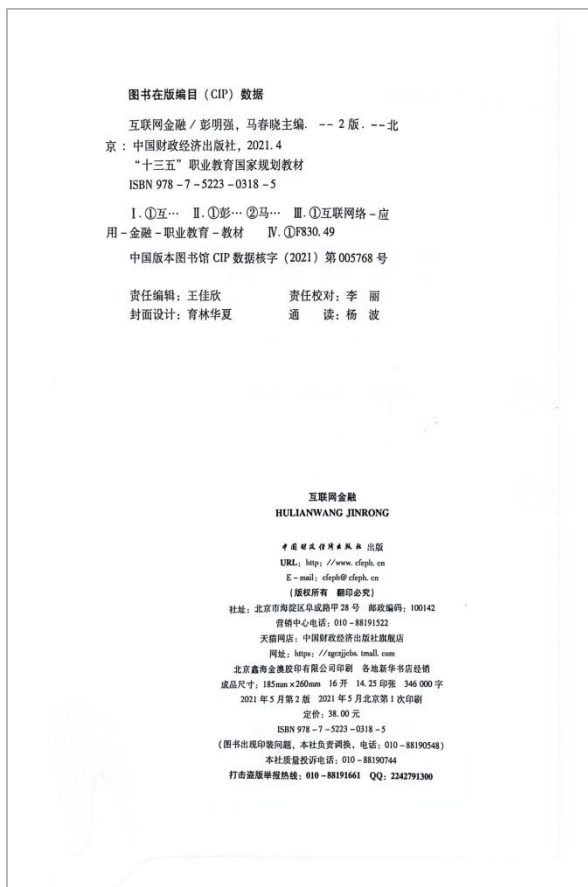 图书在版编目（CIP）数据
互联网金融 / 彭明强，马春晓主编. -- 2版. --北
京：中国财政经济出版社，2021.4
“十三五”职业教育国家规划教材
ISBN 978-7-5223-0318-5
Ⅰ.①互… Ⅱ.①彭… ②马… Ⅲ.①互联网络-应
用-金融-职业教育-教材 Ⅳ.①F830.49
中国版本图书馆CIP数据核字（2021）第005768号
责任编辑：王佳欣 责任校对：李 丽
封面设计：育林华夏 通 读：杨 波
互联网金融
HULIANWANG JINRONG
中国财政经济出版社 出版
URL：http：//www.cfeph.cn
E-mail：cfeph@cfeph.cn
（版权所有 翻印必究）
社址：北京市海淀区阜成路甲28号 邮政编码：100142
营销中心电话：010-88191522
天猫网店：中国财政经济出版社旗舰店
网址：https：//zgczjjcbs.tmall.com
北京鑫海金澳胶印有限公司印刷 各地新华书店经销
成品尺寸：185mm×260mm 16开 14.25印张 346 000字
2021年5月第2版 2021年5月北京第1次印刷
定价：38.00元
ISBN 978-7-5223-0318-5
（图书出现印装问题，本社负责调换，电话：010-88190548）
本社质量投诉电话：010-88190744
打击盗版举报热线：010-88191661 QQ：2242791300